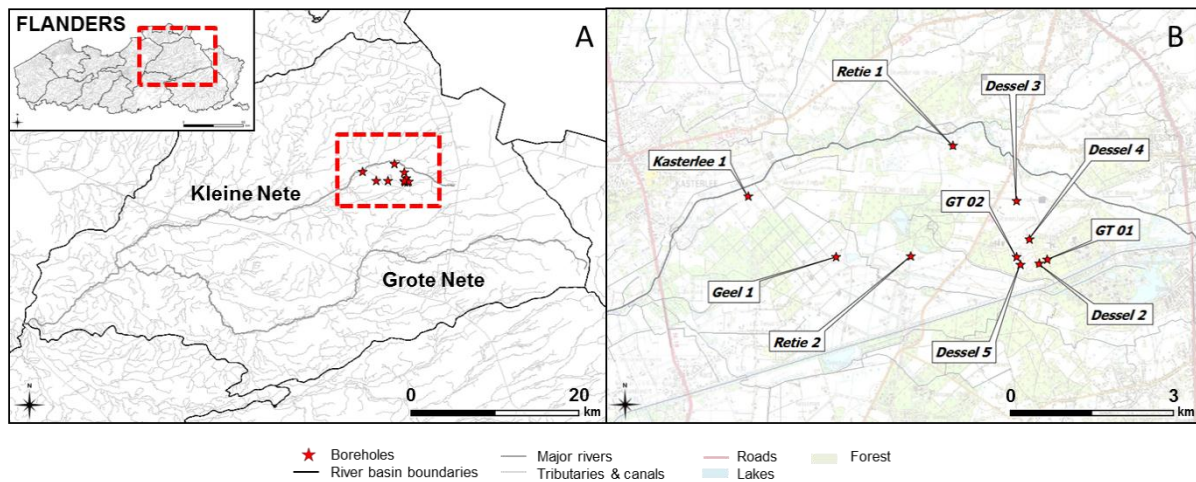 FLANDERS
A
Kleine Nete
Grote Nete
N
0 20
km
B
Retie 1
Dessel 3
Kasterlee 1
Dessel 4
GT 02
GT 01
Geel 1
Retie 2
Dessel 2
Dessel 5
N
0 3
km
Boreholes Major rivers Roads Forest
River basin boundaries Tributaries & canals Lakes